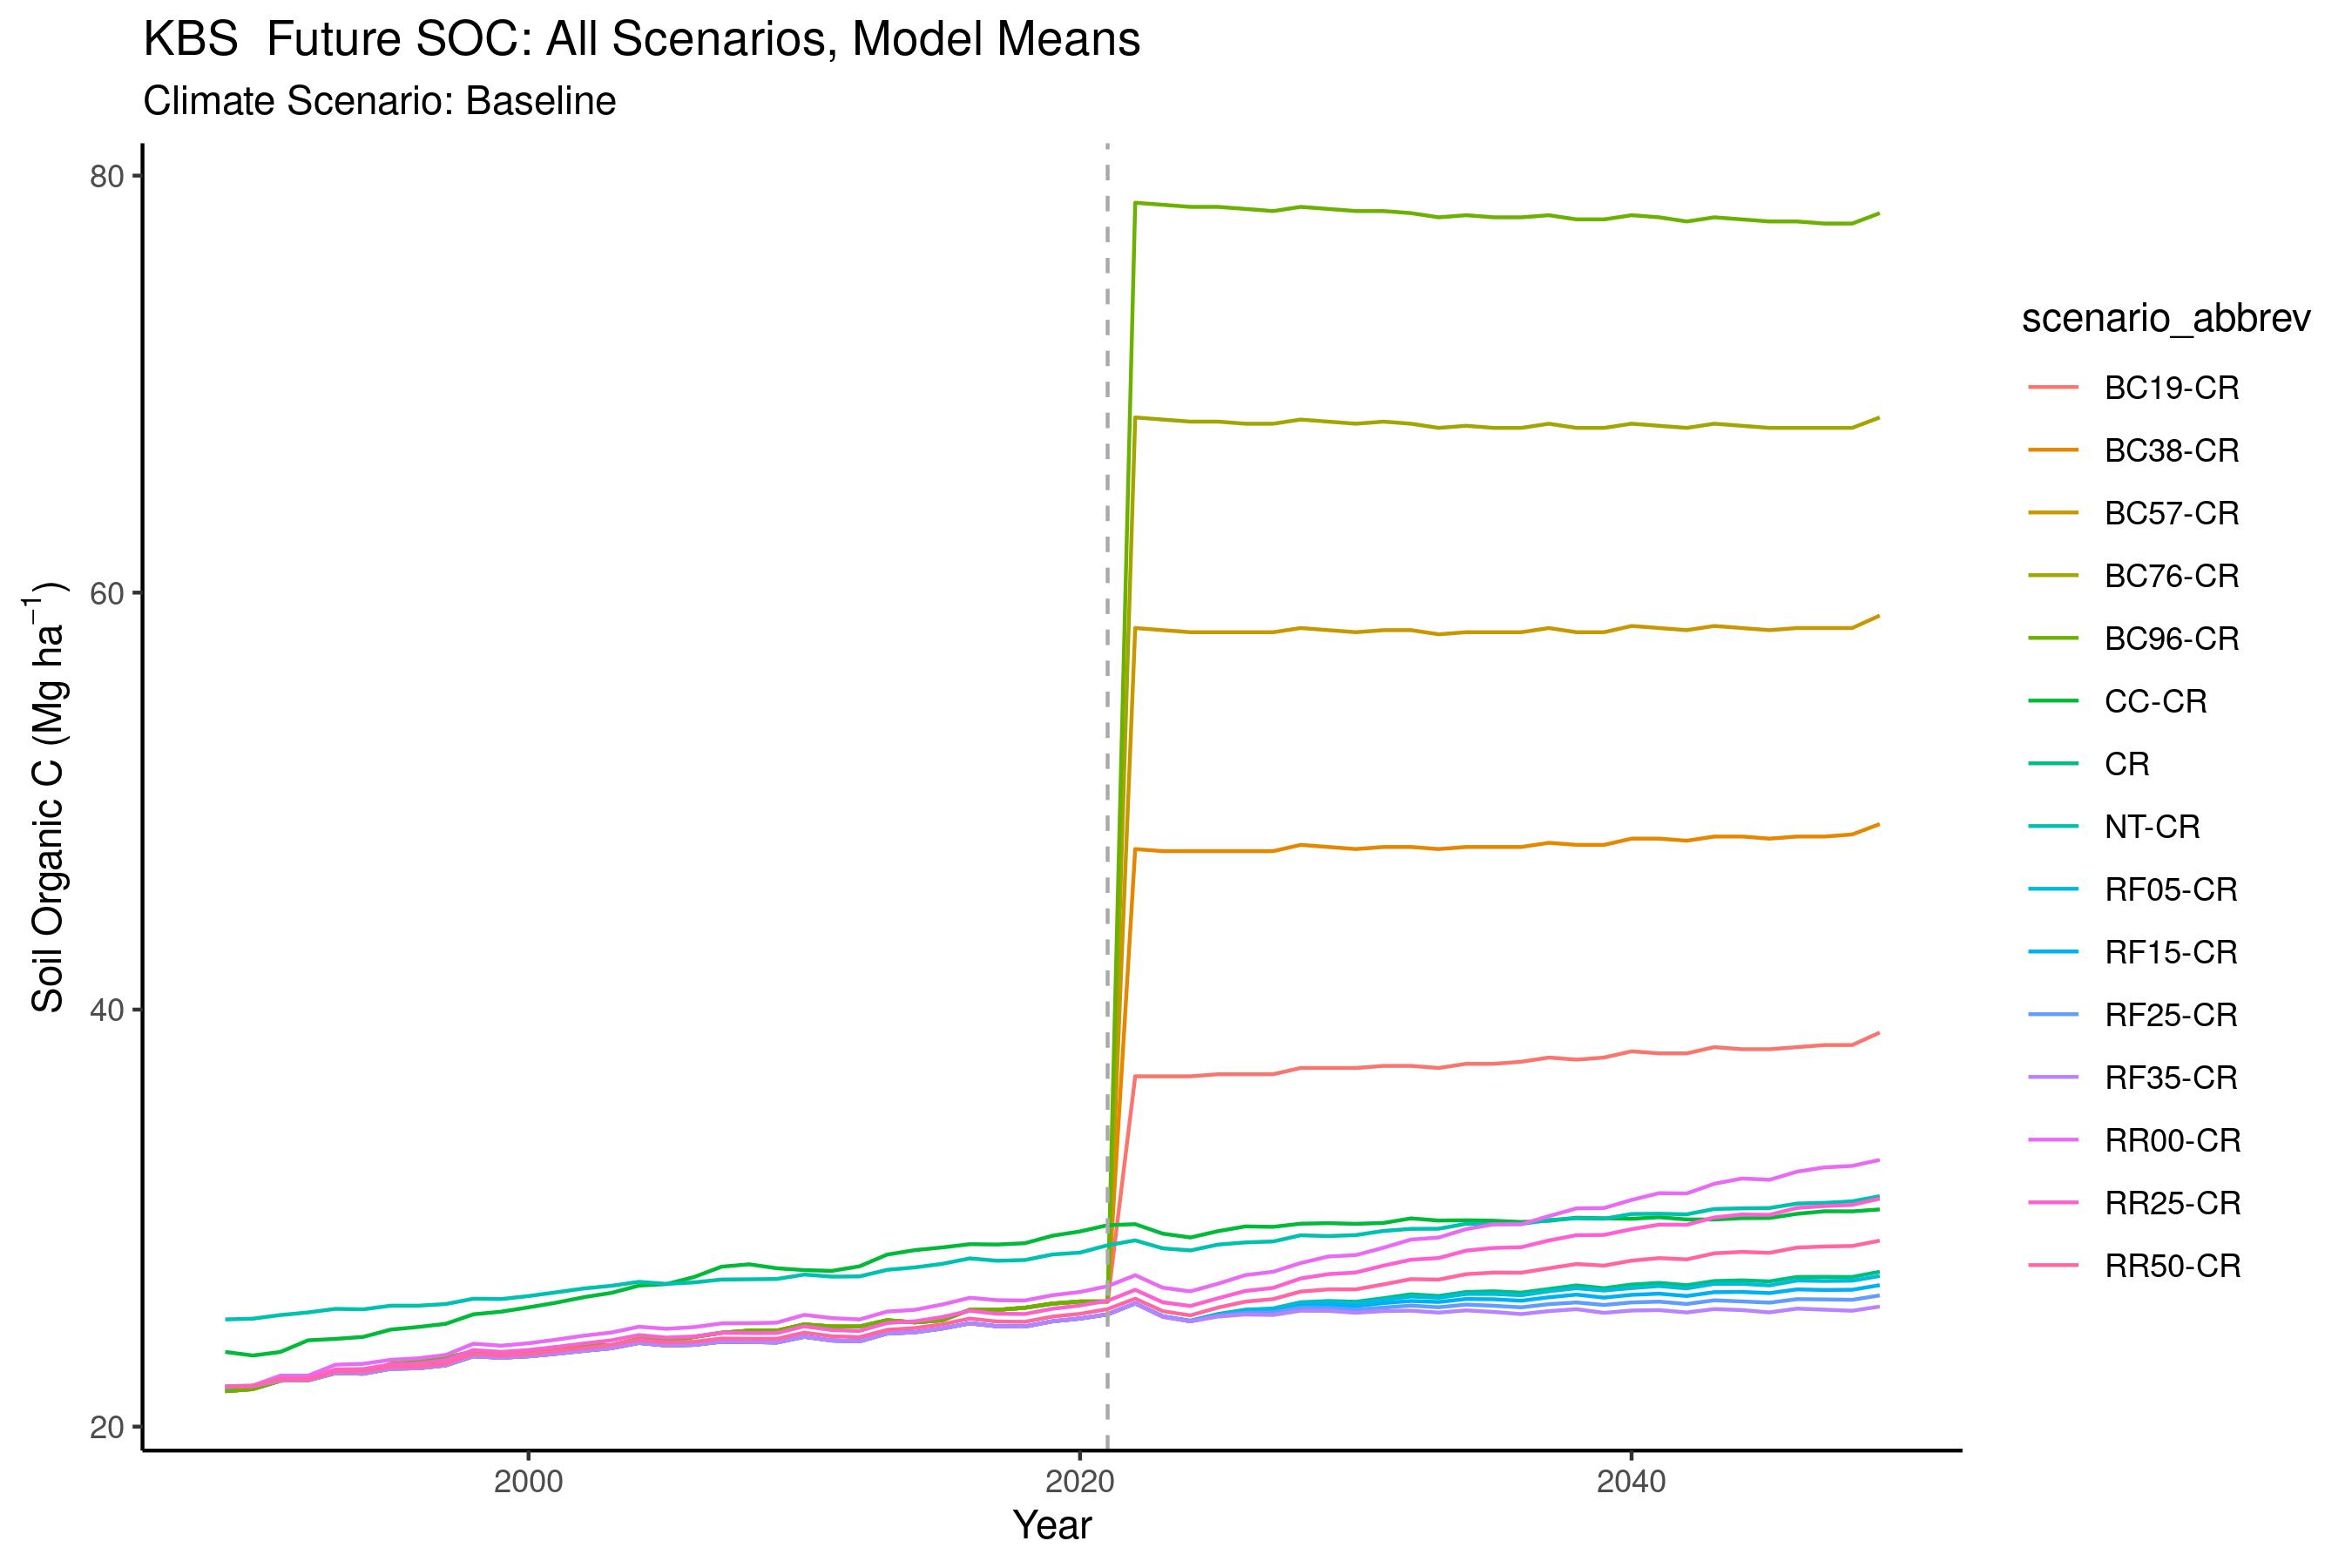 KBS  Future SOC: All Scenarios, Model Means
Climate Scenario: Baseline
Soil Organic C (Mg ha−1)
80
60
40
20
2000
2020
2040
Year
scenario_abbrev
BC19-CR
BC38-CR
BC57-CR
BC76-CR
BC96-CR
CC-CR
CR
NT-CR
RF05-CR
RF15-CR
RF25-CR
RF35-CR
RR00-CR
RR25-CR
RR50-CR